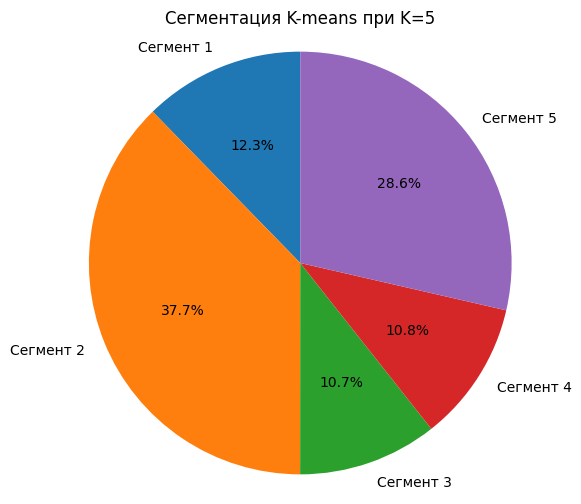 Сегментация K-means при K=5
Сегмент 1
12.3%
Сегмент 5
28.6%
37.7%
Сегмент 2
10.8%
10.7%
Сегмент 4
Сегмент 3